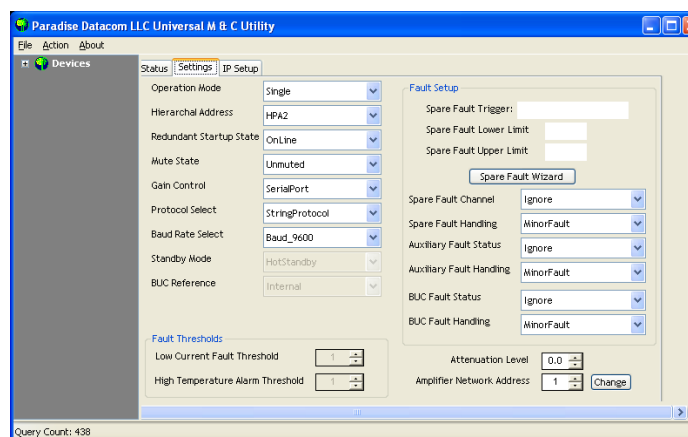 Paradise Datacom LLC Universal M & C Utility
File Action About
Devices
Status Settings IP Setup
Operation Mode Single
Hierarchal Address HPA2
Redundant Startup State OnLine
Mute State Unmuted
Gain Control SerialPort
Protocol Select StringProtocol
Baud Rate Select Baud_9600
Standby Mode HotStandby
BUC Reference Internal
Fault Thresholds
Low Current Fault Threshold 1
High Temperature Alarm Threshold 1
Fault Setup
Spare Fault Trigger:
Spare Fault Lower Limit
Spare Fault Upper Limit
Spare Fault Wizard
Spare Fault Channel Ignore
Spare Fault Handling MinorFault
Auxiliary Fault Status Ignore
Auxiliary Fault Handling MinorFault
BUC Fault Status Ignore
BUC Fault Handling MinorFault
Attenuation Level 0.0
Amplifier Network Address 1 Change
Query Count: 438